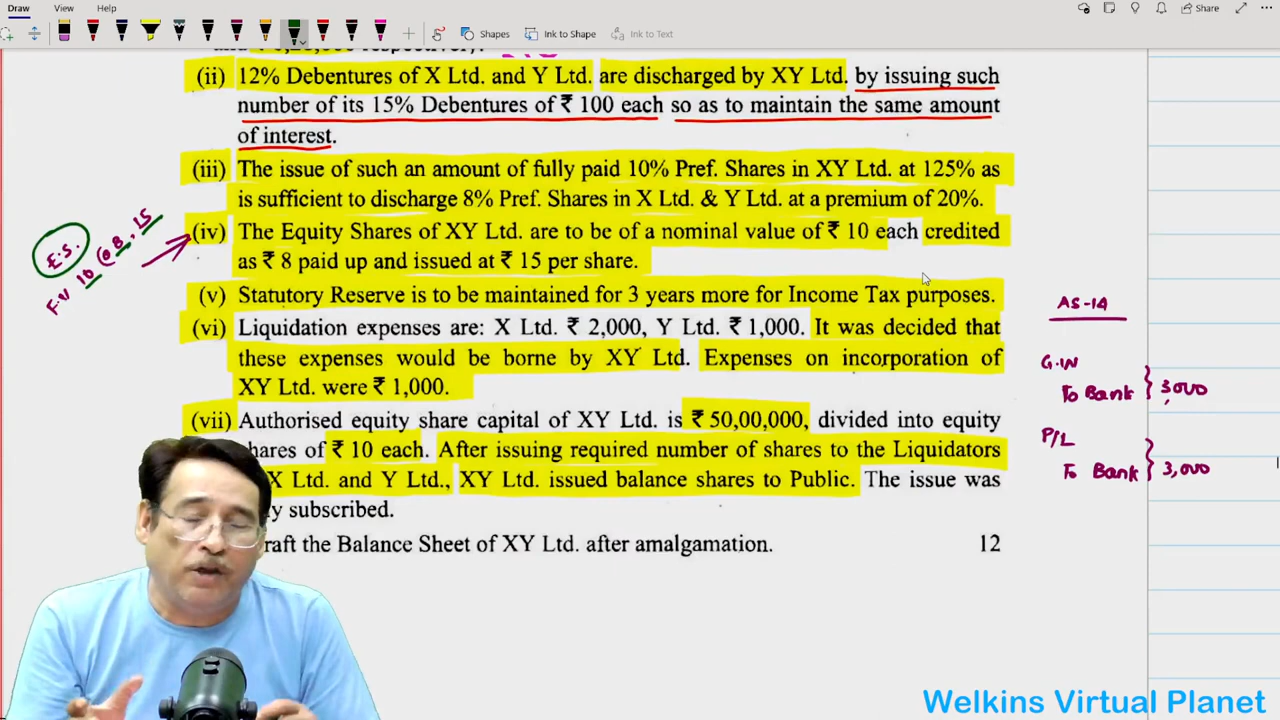 Draw View Help Share
Shapes Ink to Shape Ink to Text
respectively).
(ii) 12% Debentures of X Ltd. and Y Ltd. are discharged by XY Ltd. by issuing such
number of its 15% Debentures of ₹ 100 each so as to maintain the same amount
of interest.
(iii) The issue of such an amount of fully paid 10% Pref. Shares in XY Ltd. at 125% as
is sufficient to discharge 8% Pref. Shares in X Ltd. & Y Ltd. at a premium of 20%.
(iv) The Equity Shares of XY Ltd. are to be of a nominal value of ₹ 10 each credited
as ₹ 8 paid up and issued at ₹ 15 per share.
E.S.
F.V 10 @ 8, 15
(v) Statutory Reserve is to be maintained for 3 years more for Income Tax purposes.
(vi) Liquidation expenses are: X Ltd. ₹ 2,000, Y Ltd. ₹ 1,000. It was decided that
these expenses would be borne by XY Ltd. Expenses on incorporation of
XY Ltd. were ₹ 1,000.
(vii) Authorised equity share capital of XY Ltd. is ₹ 50,00,000, divided into equity
of ₹ 10 each. After issuing required number of shares to the Liquidators
X Ltd. and Y Ltd., XY Ltd. issued balance shares to Public. The issue was
subscribed.
the Balance Sheet of XY Ltd. after amalgamation. 12
AS-14
G.IN
To Bank } 3,000
P/L
To Bank } 3,000
Welkins Virtual Planet